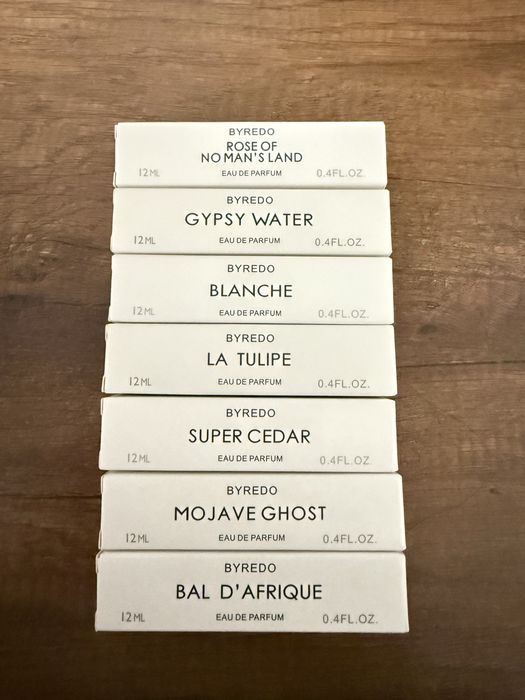 BYREDO
ROSE OF
NO MAN'S LAND
12ML EAU DE PARFUM 0.4FL.OZ.
BYREDO
GYPSY WATER
12ML EAU DE PARFUM 0.4FL.OZ.
BYREDO
BLANCHE
12ML EAU DE PARFUM 0.4FL.OZ.
BYREDO
LA TULIPE
12ML EAU DE PARFUM 0.4FL.OZ.
BYREDO
SUPER CEDAR
12ML EAU DE PARFUM 0.4FL.OZ.
BYREDO
MOJAVE GHOST
12ML EAU DE PARFUM 0.4FL.OZ.
BYREDO
BAL D'AFRIQUE
12ML EAU DE PARFUM 0.4FL.OZ.